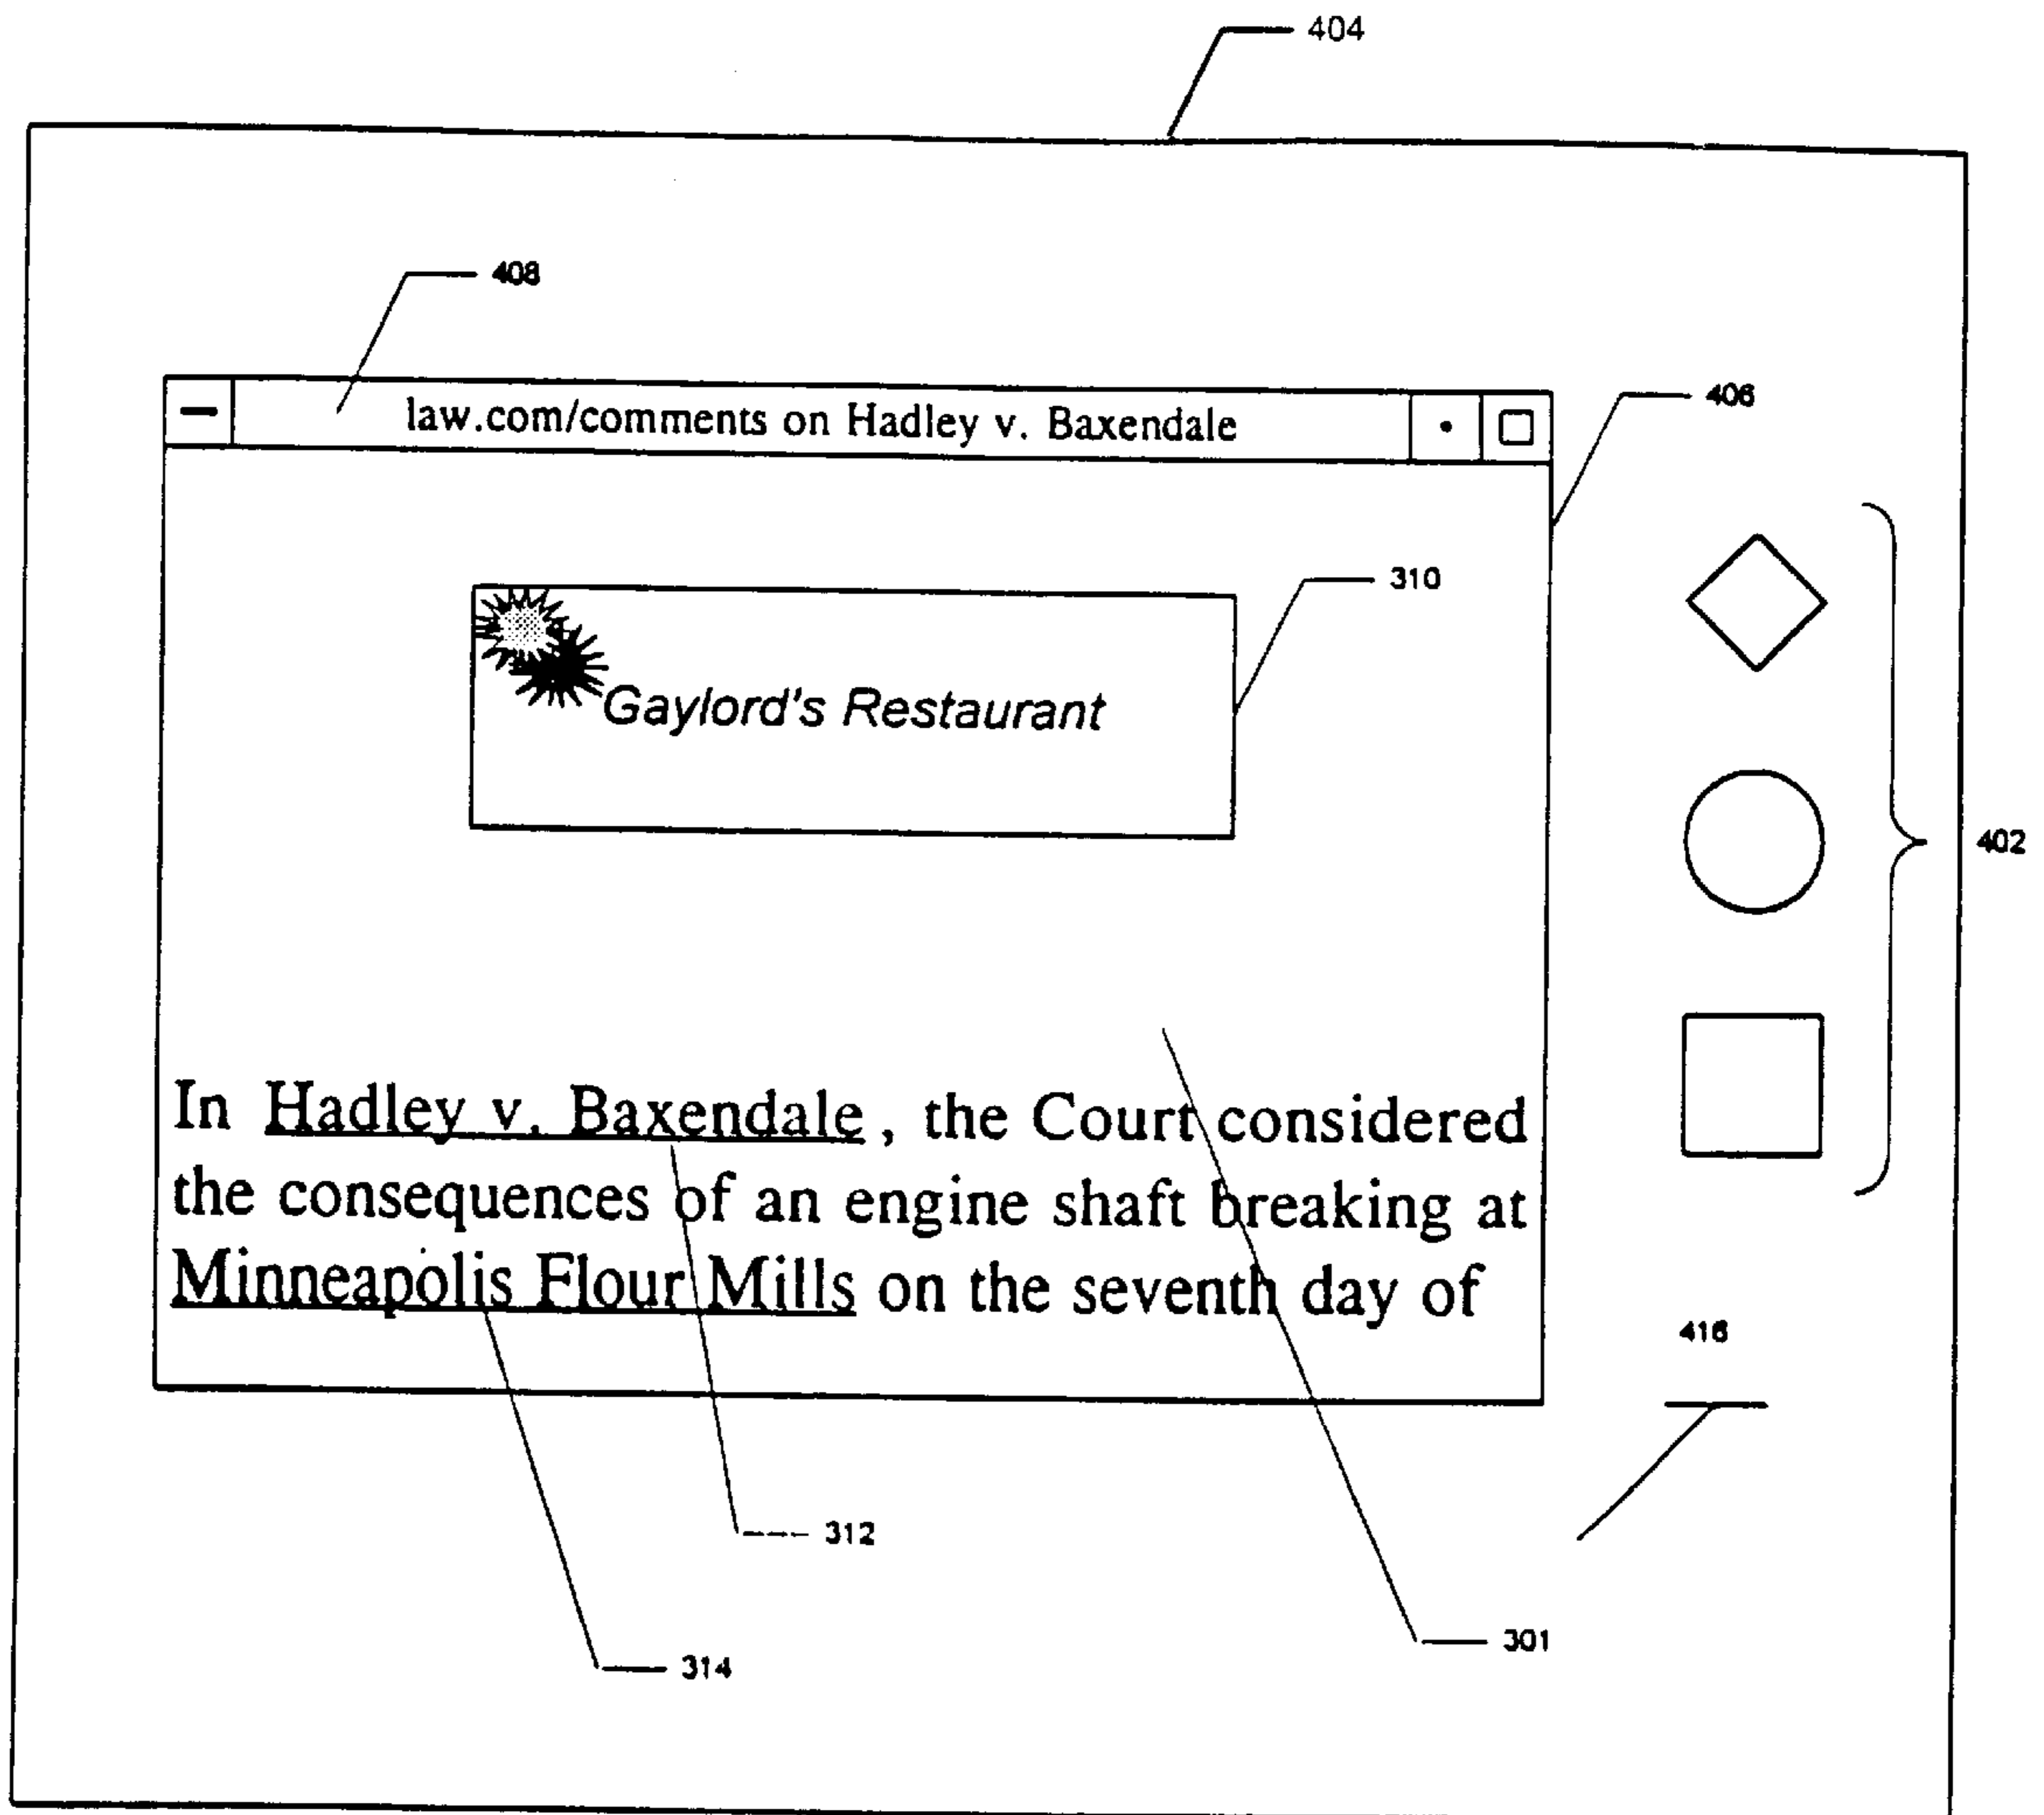 404
408
law.com/comments on Hadley v. Baxendale
406
310
Gaylord's Restaurant
402
In Hadley v. Baxendale, the Court considered
the consequences of an engine shaft breaking at
Minneapolis Flour Mills on the seventh day of
416
312
301
314